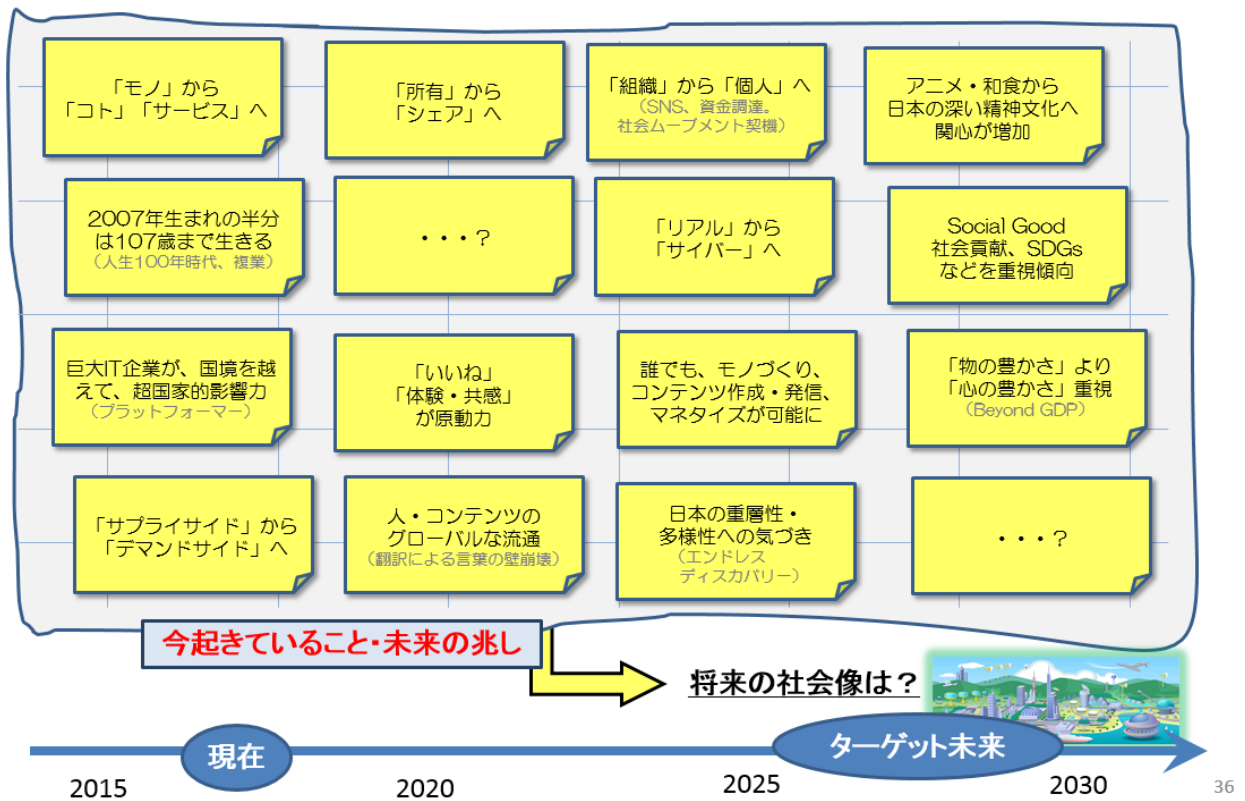 「モノ」から
「コト」「サービス」へ
「所有」から
「シェア」へ
「組織」から「個人」へ
（SNS、資金調達。
社会ムーブメント契機）
アニメ・和食から
日本の深い精神文化へ
関心が増加
2007年生まれの半分
は107歳まで生きる
（人生100年時代、複業）
・・・？
「リアル」から
「サイバー」へ
Social Good
社会貢献、SDGs
などを重視傾向
巨大IT企業が、国境を越
えて、超国家的影響力
（プラットフォーマー）
「いいね」
「体験・共感」
が原動力
誰でも、モノづくり、
コンテンツ作成・発信、
マネタイズが可能に
「物の豊かさ」より
「心の豊かさ」重視
（Beyond GDP）
「サプライサイド」から
「デマンドサイド」へ
人・コンテンツの
グローバルな流通
（翻訳による言葉の壁崩壊）
日本の重層性・
多様性への気づき
（エンドレス
ディスカバリー）
・・・？
今起きていること・未来の兆し
将来の社会像は？
現在
ターゲット未来
2015
2020
2025
2030
36